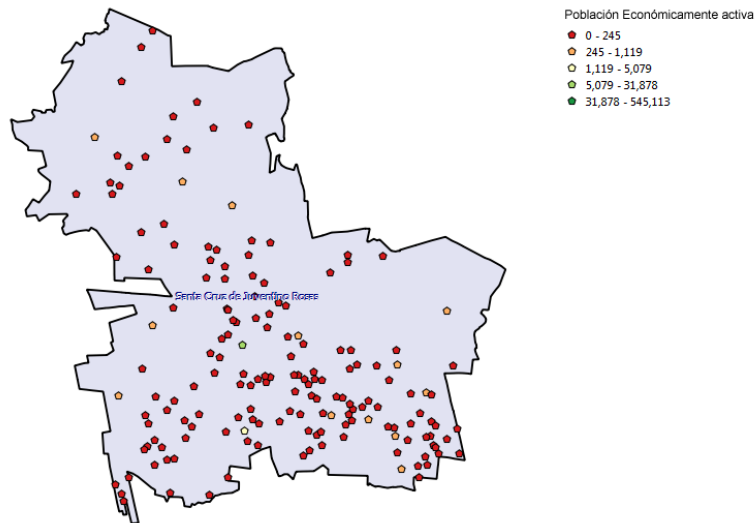 Población Económicamente activa
0 - 245
245 - 1,119
1,119 - 5,079
5,079 - 31,878
31,878 - 545,113
Santa Cruz de Juventino Rosas